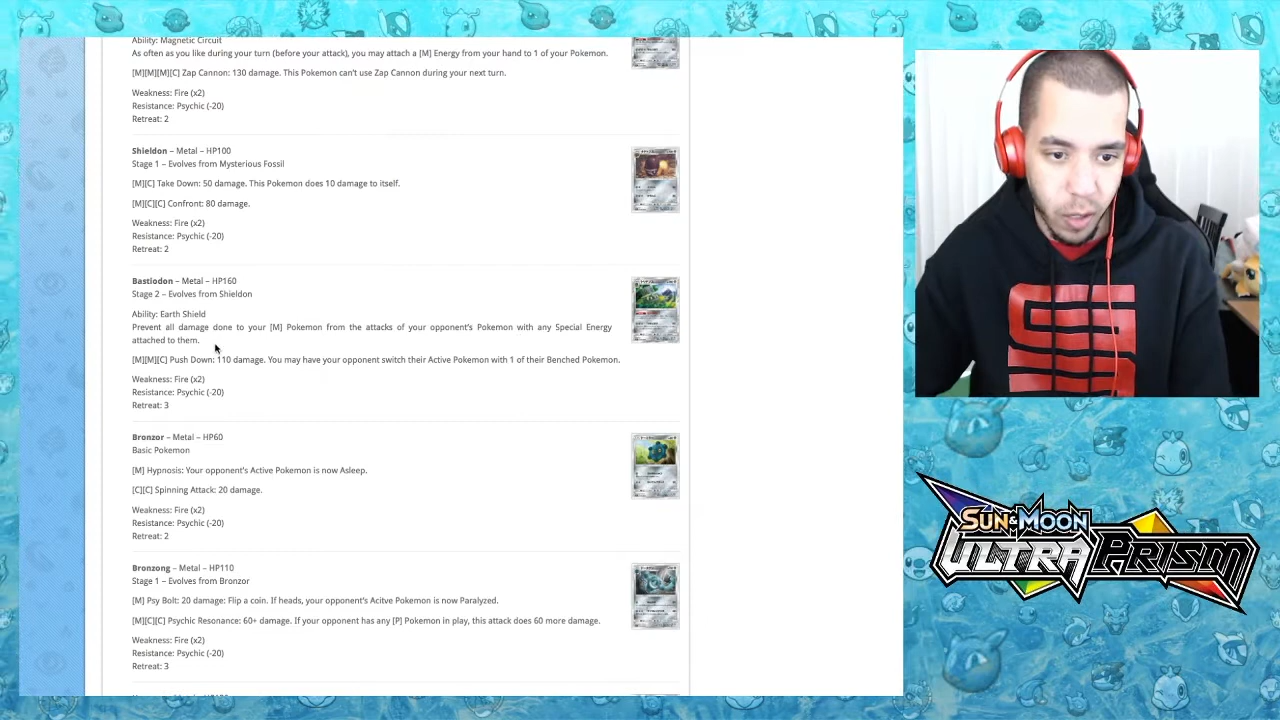 Ability: Magnetic Circuit
As often as you like during your turn (before your attack), you may attach a [M] Energy from your hand to 1 of your Pokemon.
[M][M][M][C] Zap Cannon: 130 damage. This Pokemon can't use Zap Cannon during your next turn.
Weakness: Fire (x2)
Resistance: Psychic (-20)
Retreat: 2
Shieldon – Metal – HP100
Stage 1 – Evolves from Mysterious Fossil
[M][C] Take Down: 50 damage. This Pokemon does 10 damage to itself.
[M][C][C] Confront: 80 damage.
Weakness: Fire (x2)
Resistance: Psychic (-20)
Retreat: 2
Bastiodon – Metal – HP160
Stage 2 – Evolves from Shieldon
Ability: Earth Shield
Prevent all damage done to your [M] Pokemon from the attacks of your opponent's Pokemon with any Special Energy
attached to them.
[M][M][C] Push Down: 110 damage. You may have your opponent switch their Active Pokemon with 1 of their Benched Pokemon.
Weakness: Fire (x2)
Resistance: Psychic (-20)
Retreat: 3
Bronzor – Metal – HP60
Basic Pokemon
[M] Hypnosis: Your opponent's Active Pokemon is now Asleep.
[C][C] Spinning Attack: 20 damage.
Weakness: Fire (x2)
Resistance: Psychic (-20)
Retreat: 2
Bronzong – Metal – HP110
Stage 1 – Evolves from Bronzor
[M] Psy Bolt: 20 damage: Flip a coin. If heads, your opponent's Acitve Pokemon is now Paralyzed.
[M][C][C] Psychic Resonance: 60+ damage. If your opponent has any [P] Pokemon in play, this attack does 60 more damage.
Weakness: Fire (x2)
Resistance: Psychic (-20)
Retreat: 3
SUN & MOON
ULTRA PRISM